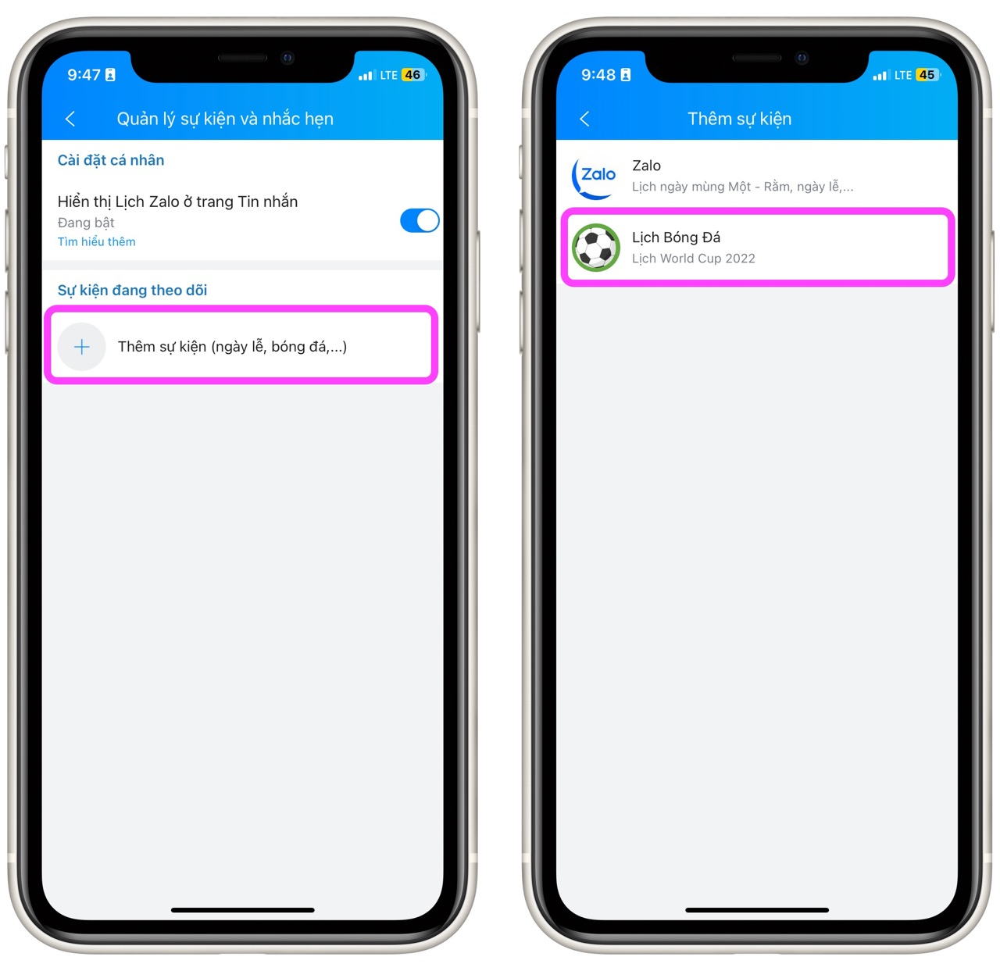 9:47
LTE 46
Quản lý sự kiện và nhắc hẹn
Cài đặt cá nhân
Hiển thị Lịch Zalo ở trang Tin nhắn
Đang bật
Tìm hiểu thêm
Sự kiện đang theo dõi
Thêm sự kiện (ngày lễ, bóng đá,...)
9:48
LTE 45
Thêm sự kiện
Zalo
Zalo
Lịch ngày mùng Một - Rằm, ngày lễ,...
Lịch Bóng Đá
Lịch World Cup 2022